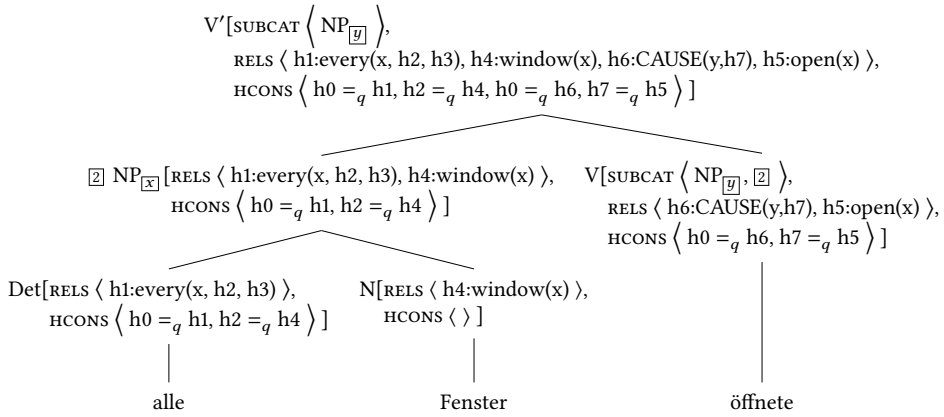 V′[SUBCAT ⟨ NP[y] ⟩,
RELS ⟨ h1:every(x, h2, h3), h4:window(x), h6:CAUSE(y,h7), h5:open(x) ⟩,
HCONS ⟨ h0 =q h1, h2 =q h4, h0 =q h6, h7 =q h5 ⟩ ]
[2] NP[x] [RELS ⟨ h1:every(x, h2, h3), h4:window(x) ⟩,
HCONS ⟨ h0 =q h1, h2 =q h4 ⟩ ]
V[SUBCAT ⟨ NP[y], [2] ⟩,
RELS ⟨ h6:CAUSE(y,h7), h5:open(x) ⟩,
HCONS ⟨ h0 =q h6, h7 =q h5 ⟩ ]
Det[RELS ⟨ h1:every(x, h2, h3) ⟩,
HCONS ⟨ h0 =q h1, h2 =q h4 ⟩ ]
N[RELS ⟨ h4:window(x) ⟩,
HCONS ⟨ ⟩ ]
alle
Fenster
öffnete